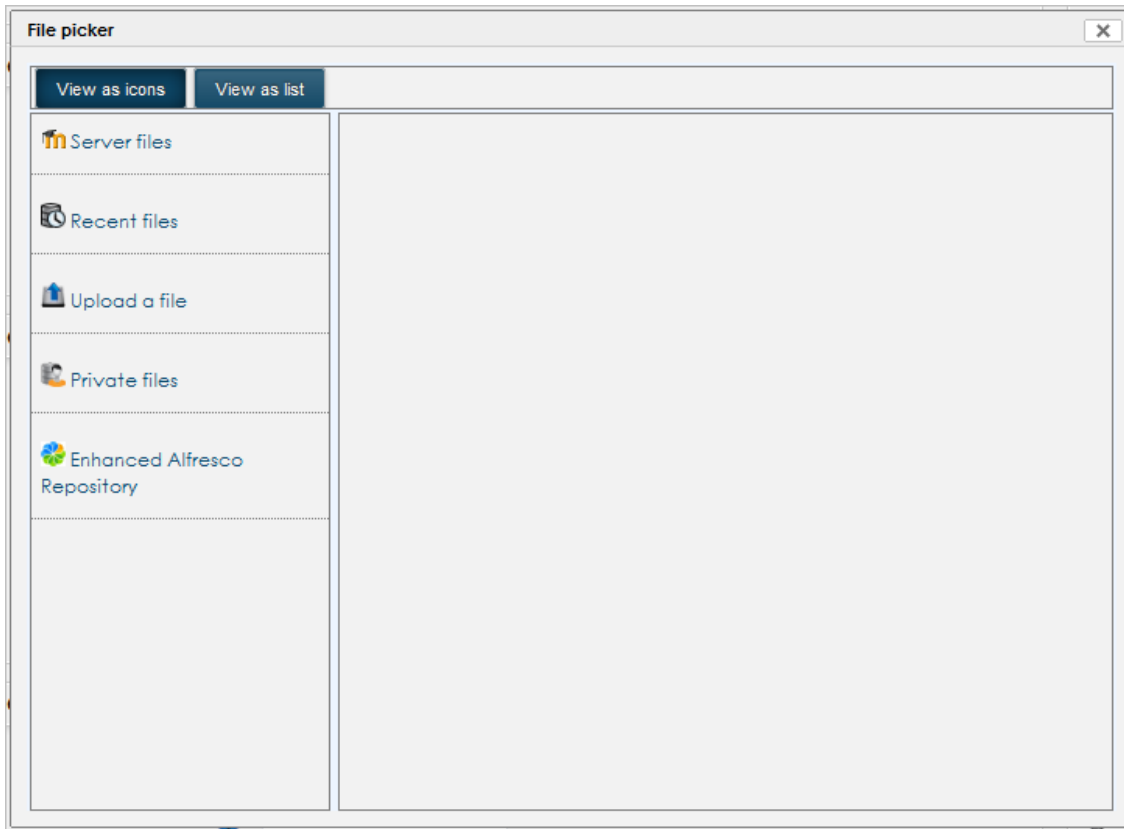 File picker
View as icons
View as list
Server files
Recent files
Upload a file
Private files
Enhanced Alfresco
Repository